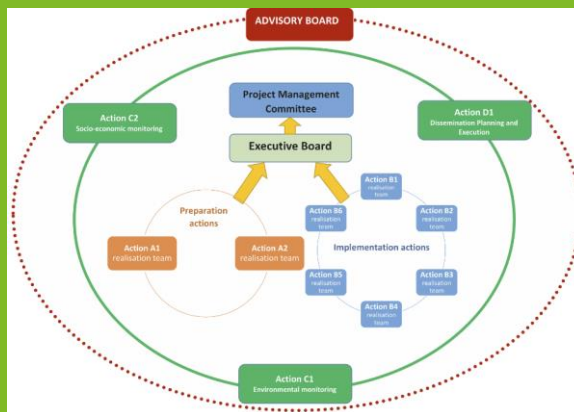 ADVISORY BOARD
Project Management
Committee
Action C2
Socio-economic monitoring
Action D1
Dissemination Planning and
Execution
Executive Board
Action B1
realisation
team
Preparation
actions
Action B6
realisation
team
Action B2
realisation
team
Action A1
realisation team
Action A2
realisation team
Implementation actions
Action B5
realisation
team
Action B3
realisation
team
Action B4
realisation
team
Action C1
Environmental monitoring